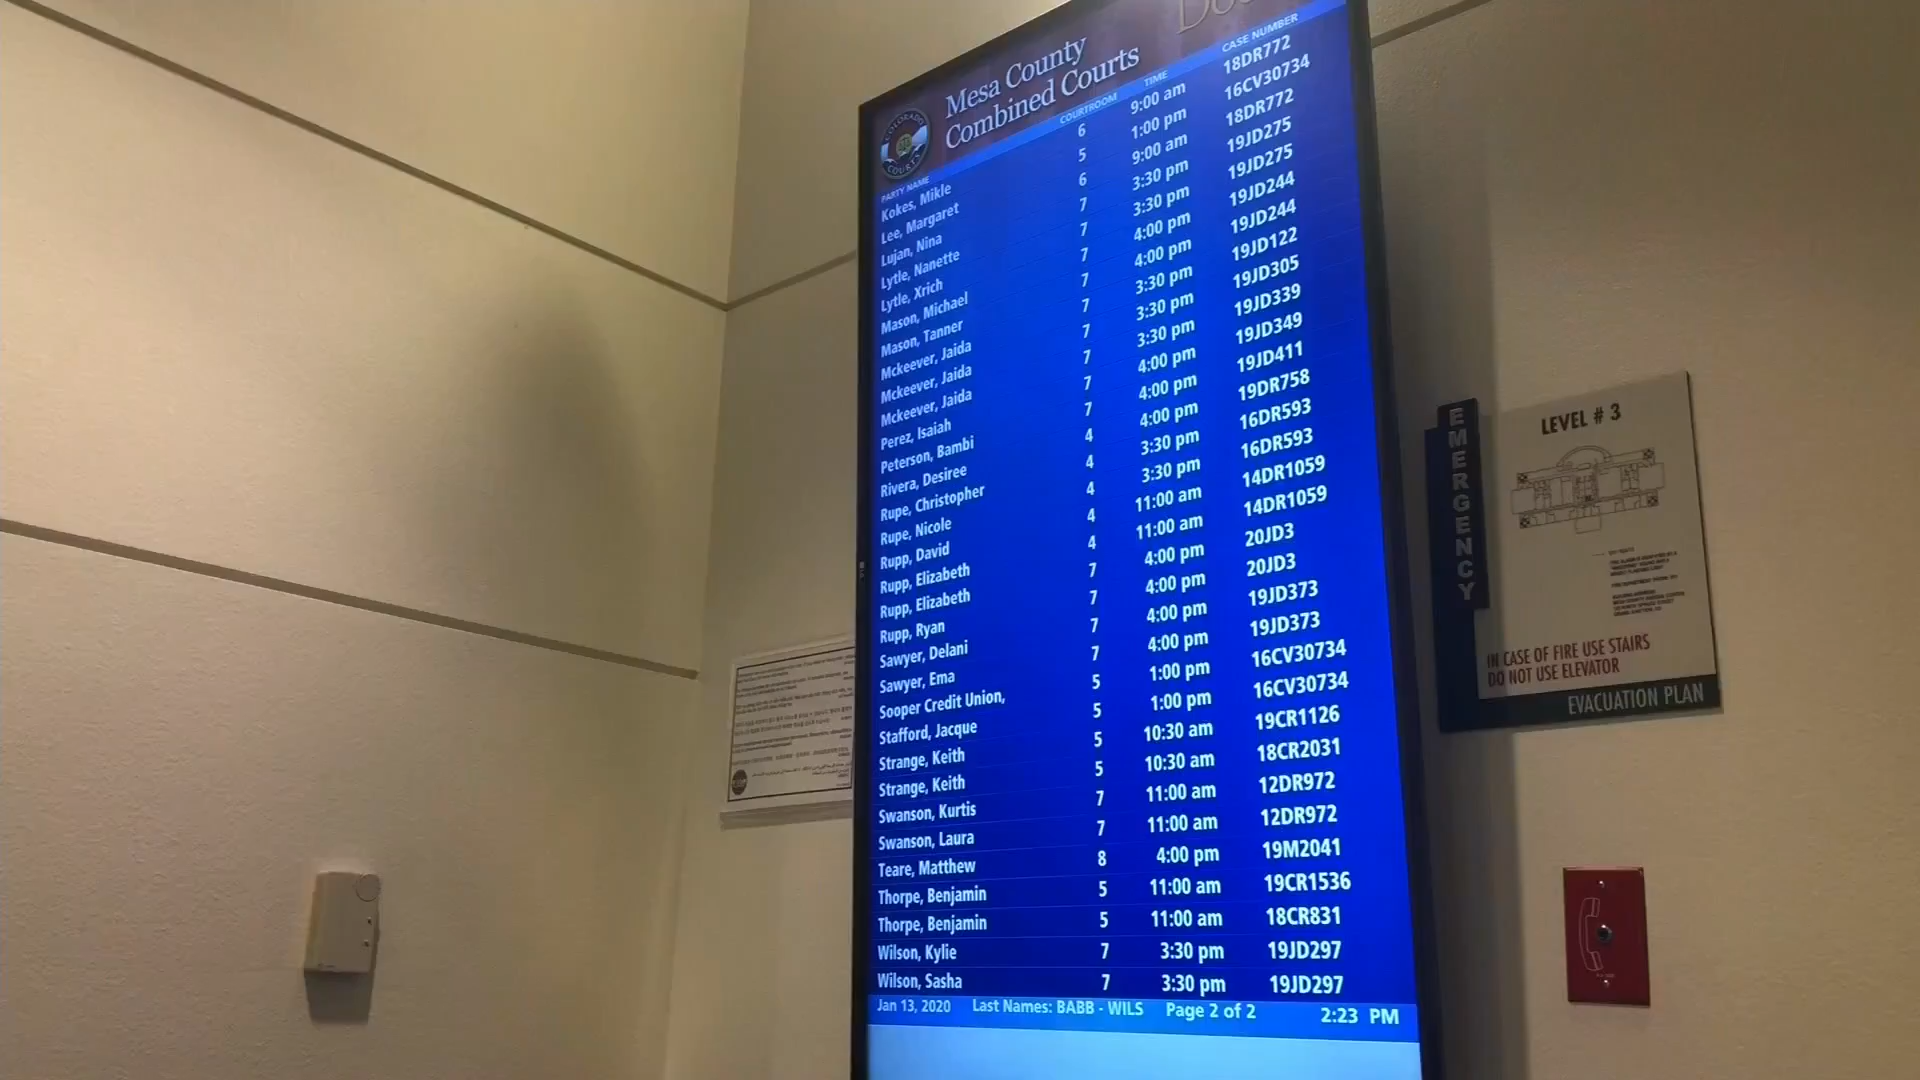 Mesa County
Combined Courts
PARTY NAME COURTROOM TIME CASE NUMBER
Kokes, Mikle 6 9:00 am 18DR772
Lee, Margaret 5 1:00 pm 16CV30734
Lujan, Nina 6 9:00 am 18DR772
Lytle, Nanette 7 3:30 pm 19JD275
Lytle, Xrich 7 3:30 pm 19JD275
Mason, Michael 7 4:00 pm 19JD244
Mason, Tanner 7 4:00 pm 19JD244
Mckeever, Jaida 7 3:30 pm 19JD122
Mckeever, Jaida 7 3:30 pm 19JD305
Mckeever, Jaida 7 3:30 pm 19JD339
Perez, Isaiah 7 4:00 pm 19JD349
Peterson, Bambi 7 4:00 pm 19JD411
Rivera, Desiree 4 4:00 pm 19DR758
Rupe, Christopher 4 3:30 pm 16DR593
Rupe, Nicole 4 3:30 pm 16DR593
Rupp, David 4 11:00 am 14DR1059
Rupp, Elizabeth 4 11:00 am 14DR1059
Rupp, Elizabeth 7 4:00 pm 20JD3
Rupp, Ryan 7 4:00 pm 20JD3
Sawyer, Delani 7 4:00 pm 19JD373
Sawyer, Ema 7 4:00 pm 19JD373
Sooper Credit Union, 5 1:00 pm 16CV30734
Stafford, Jacque 5 1:00 pm 16CV30734
Strange, Keith 5 10:30 am 19CR1126
Strange, Keith 5 10:30 am 18CR2031
Swanson, Kurtis 7 11:00 am 12DR972
Swanson, Laura 7 11:00 am 12DR972
Teare, Matthew 8 4:00 pm 19M2041
Thorpe, Benjamin 5 11:00 am 19CR1536
Thorpe, Benjamin 5 11:00 am 18CR831
Wilson, Kylie 7 3:30 pm 19JD297
Wilson, Sasha 7 3:30 pm 19JD297
Jan 13, 2020 Last Names: BABB - WILS Page 2 of 2 2:23 PM
COLORADO
COURTS
EMERGENCY
LEVEL # 3
IN CASE OF FIRE USE STAIRS
DO NOT USE ELEVATOR
EVACUATION PLAN